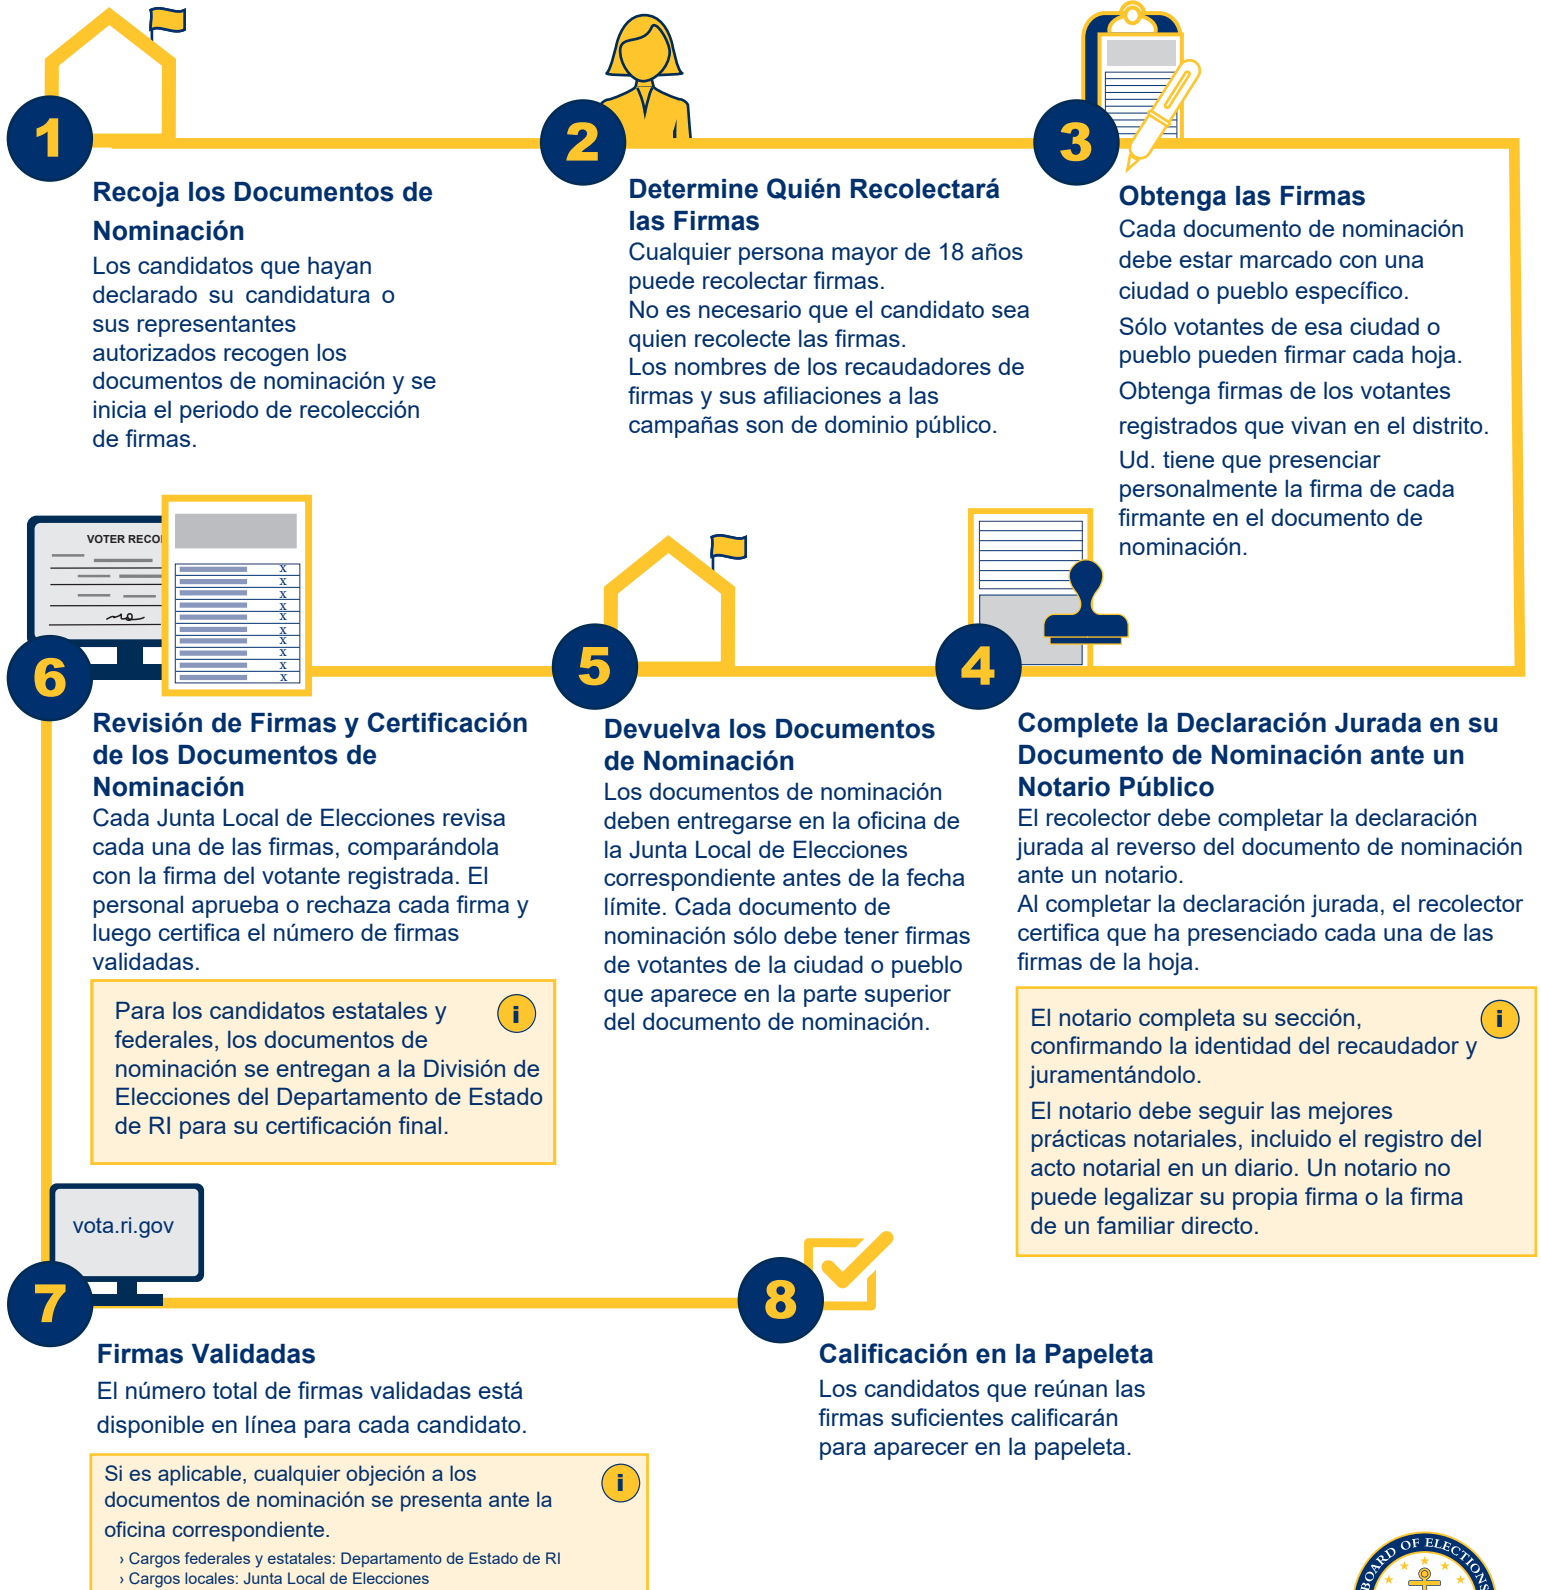 1
Recoja los Documentos de
Nominación
Los candidatos que hayan
declarado su candidatura o
sus representantes
autorizados recogen los
documentos de nominación y se
inicia el periodo de recolección
de firmas.
2
Determine Quién Recolectará
las Firmas
Cualquier persona mayor de 18 años
puede recolectar firmas.
No es necesario que el candidato sea
quien recolecte las firmas.
Los nombres de los recaudadores de
firmas y sus afiliaciones a las
campañas son de dominio público.
3
Obtenga las Firmas
Cada documento de nominación
debe estar marcado con una
ciudad o pueblo específico.
Sólo votantes de esa ciudad o
pueblo pueden firmar cada hoja.
Obtenga firmas de los votantes
registrados que vivan en el distrito.
Ud. tiene que presenciar
personalmente la firma de cada
firmante en el documento de
nominación.
4
Complete la Declaración Jurada en su
Documento de Nominación ante un
Notario Público
El recolector debe completar la declaración
jurada al reverso del documento de nominación
ante un notario.
Al completar la declaración jurada, el recolector
certifica que ha presenciado cada una de las
firmas de la hoja.
i
El notario completa su sección,
confirmando la identidad del recaudador y
juramentándolo.
El notario debe seguir las mejores
prácticas notariales, incluido el registro del
acto notarial en un diario. Un notario no
puede legalizar su propia firma o la firma
de un familiar directo.
5
Devuelva los Documentos
de Nominación
Los documentos de nominación
deben entregarse en la oficina de
la Junta Local de Elecciones
correspondiente antes de la fecha
límite. Cada documento de
nominación sólo debe tener firmas
de votantes de la ciudad o pueblo
que aparece en la parte superior
del documento de nominación.
VOTER RECO
x
x
x
x
x
x
x
x
x
x
6
Revisión de Firmas y Certificación
de los Documentos de
Nominación
Cada Junta Local de Elecciones revisa
cada una de las firmas, comparándola
con la firma del votante registrada. El
personal aprueba o rechaza cada firma y
luego certifica el número de firmas
validadas.
i
Para los candidatos estatales y
federales, los documentos de
nominación se entregan a la División de
Elecciones del Departamento de Estado
de RI para su certificación final.
vota.ri.gov
7
Firmas Validadas
El número total de firmas validadas está
disponible en línea para cada candidato.
i
Si es aplicable, cualquier objeción a los
documentos de nominación se presenta ante la
oficina correspondiente.
› Cargos federales y estatales: Departamento de Estado de RI
› Cargos locales: Junta Local de Elecciones
8
Calificación en la Papeleta
Los candidatos que reúnan las
firmas suficientes calificarán
para aparecer en la papeleta.
BOARD OF ELECTIONS